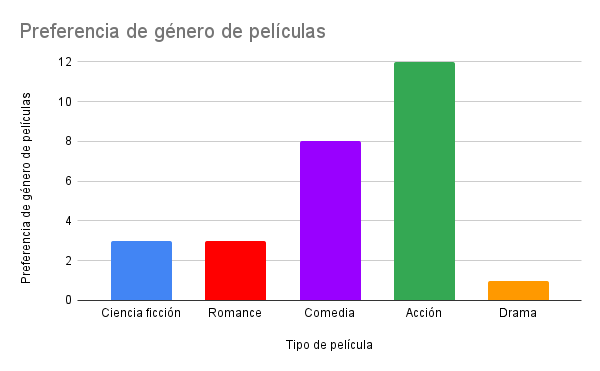 Preferencia de género de películas
Preferencia de género de películas
12
10
8
6
4
2
0
Ciencia ficción
Romance
Comedia
Acción
Drama
Tipo de película